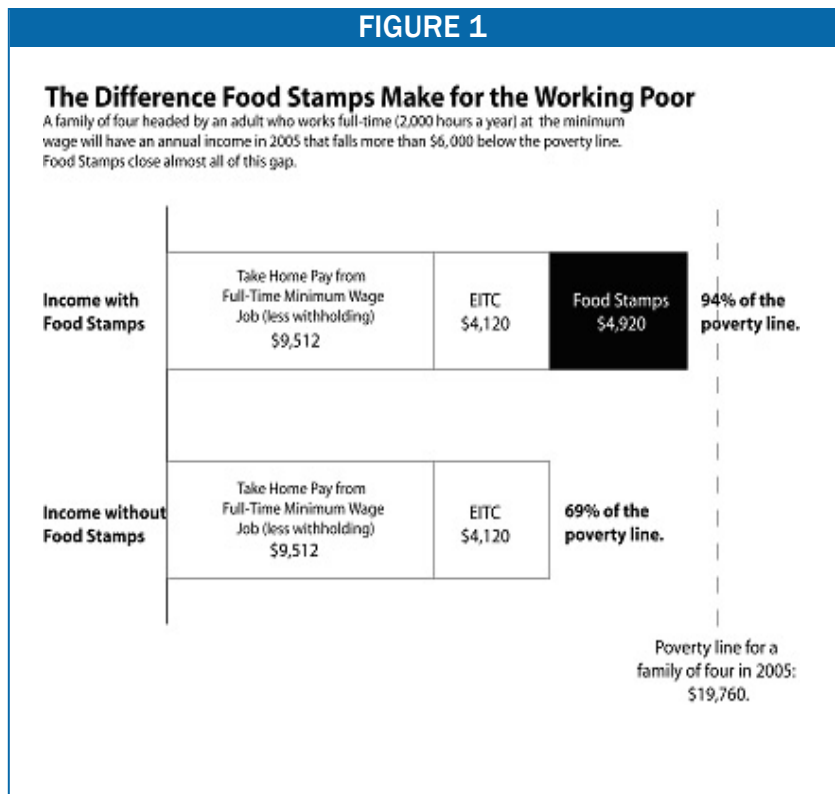 FIGURE 1
The Difference Food Stamps Make for the Working Poor
A family of four headed by an adult who works full-time (2,000 hours a year) at the minimum
wage will have an annual income in 2005 that falls more than $6,000 below the poverty line.
Food Stamps close almost all of this gap.
Income with
Food Stamps
Take Home Pay from
Full-Time Minimum Wage
Job (less withholding)
$9,512
EITC
$4,120
Food Stamps
$4,920
94% of the
poverty line.
Income without
Food Stamps
Take Home Pay from
Full-Time Minimum Wage
Job (less withholding)
$9,512
EITC
$4,120
69% of the
poverty line.
Poverty line for a
family of four in 2005:
$19,760.